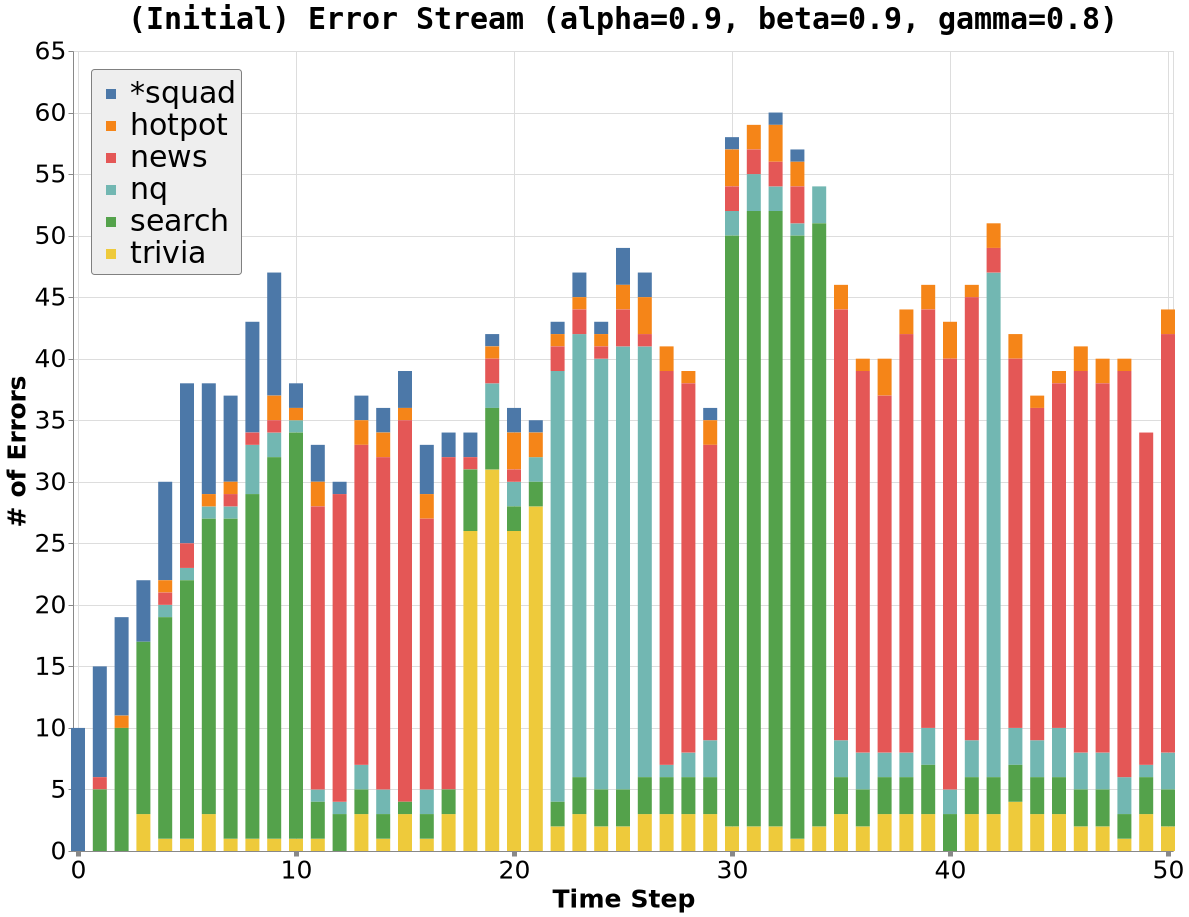 (Initial) Error Stream (alpha=0.9, beta=0.9, gamma=0.8)
65
60
55
50
45
40
35
30
25
20
15
10
5
0
# of Errors
*squad
hotpot
news
nq
search
trivia
0 10 20 30 40 50
Time Step